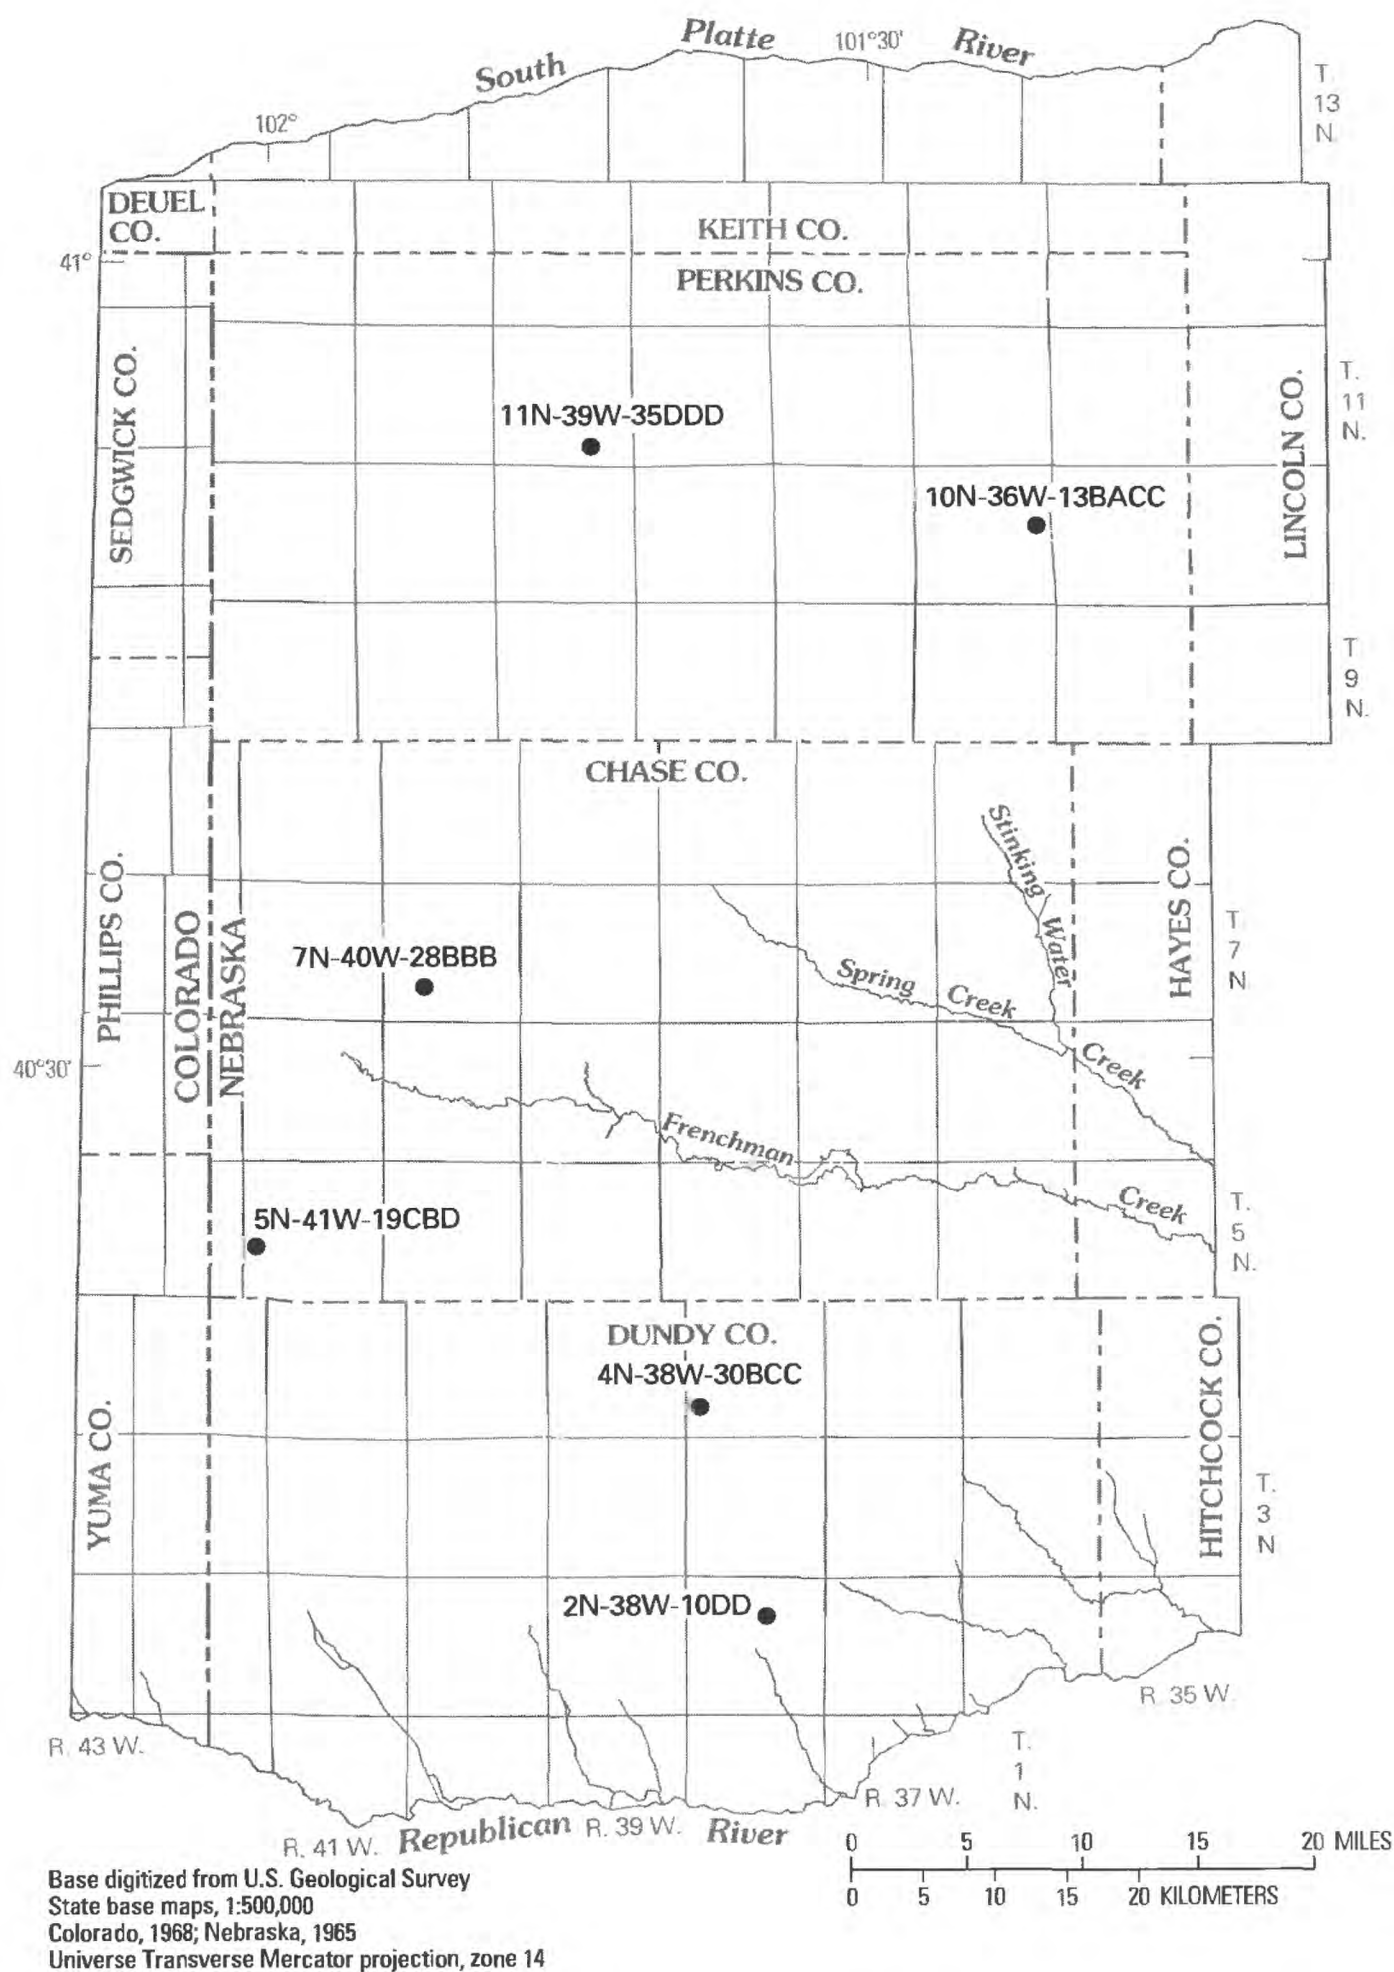 South Platte River
101°30'
102°
T.
13
N.
DEUEL
CO.
KEITH CO.
41°
PERKINS CO.
SEDGWICK CO.
T.
11
N.
LINCOLN CO.
11N-39W-35DDD
10N-36W-13BACC
T.
9
N.
CHASE CO.
Stinking Water
PHILLIPS CO.
COLORADO
NEBRASKA
HAYES CO.
T.
7
N.
7N-40W-28BBB
Spring Creek
Creek
40°30'
Frenchman Creek
5N-41W-19CBD
T.
5
N.
DUNDY CO.
4N-38W-30BCC
YUMA CO.
HITCHCOCK CO.
T.
3
N
2N-38W-10DD
R. 35 W.
R. 43 W.
T.
1
N.
R. 37 W.
R. 41 W.
Republican River
R. 39 W.
0 5 10 15 20 MILES
0 5 10 15 20 KILOMETERS
Base digitized from U.S. Geological Survey
State base maps, 1:500,000
Colorado, 1968; Nebraska, 1965
Universe Transverse Mercator projection, zone 14